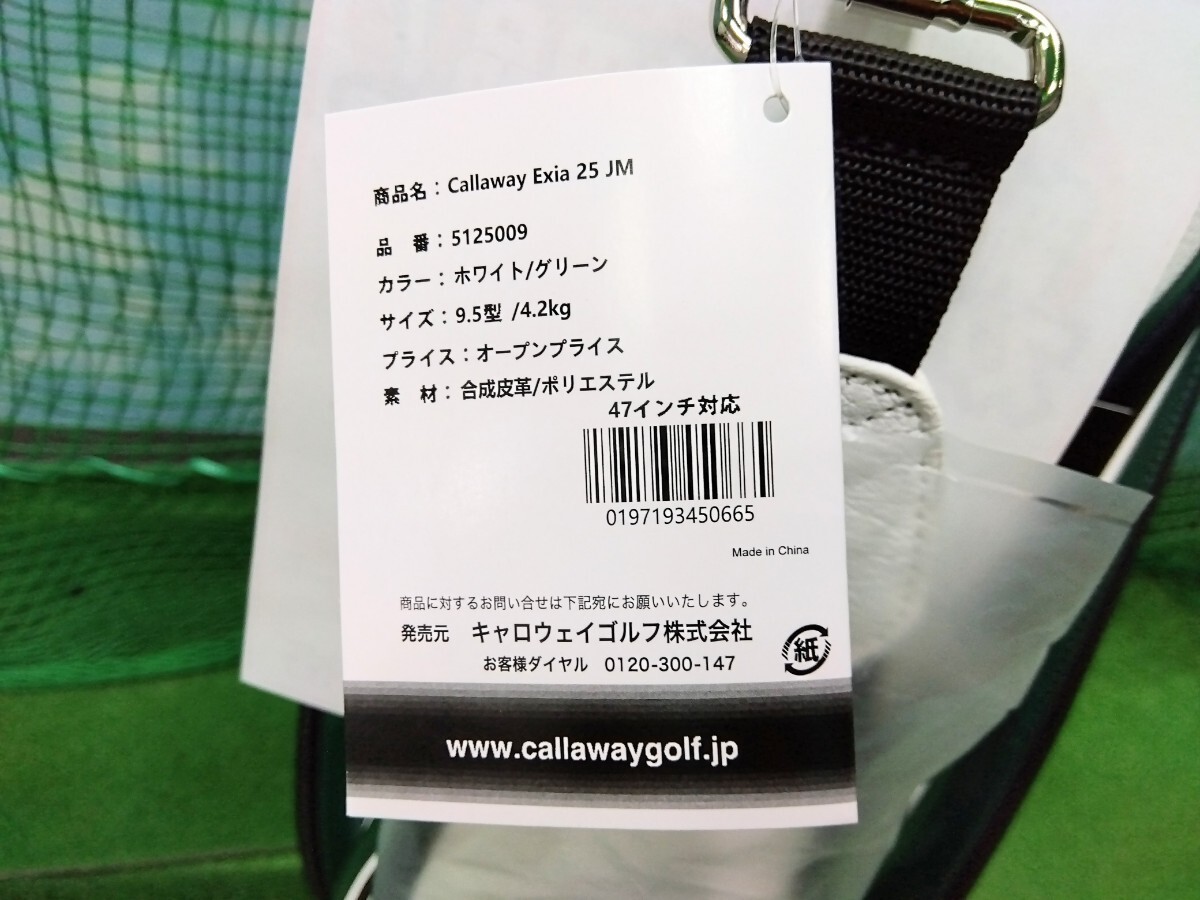 商品名：Callaway Exia 25 JM
品　番：5125009
カラー：ホワイト/グリーン
サイズ：9.5型 /4.2kg
プライス：オープンプライス
素　材：合成皮革/ポリエステル
47インチ対応
0197193450665
Made in China
商品に対するお問い合せは下記宛にお願いいたします。
発売元　キャロウェイゴルフ株式会社
お客様ダイヤル　0120-300-147
紙
www.callawaygolf.jp